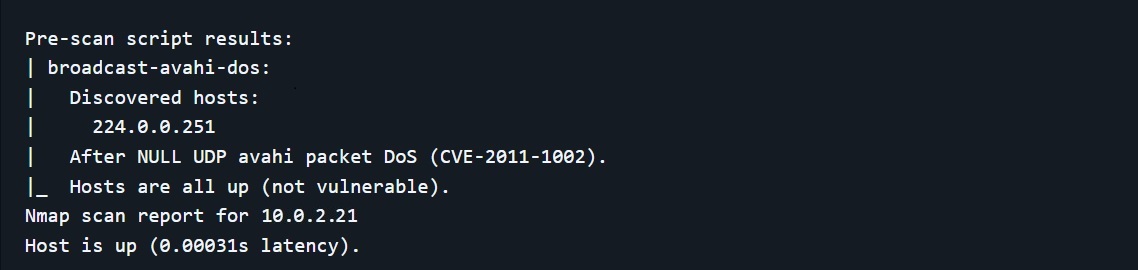 Pre-scan script results:
| broadcast-avahi-dos:
|   Discovered hosts:
|     224.0.0.251
|   After NULL UDP avahi packet DoS (CVE-2011-1002).
|_  Hosts are all up (not vulnerable).
Nmap scan report for 10.0.2.21
Host is up (0.00031s latency).